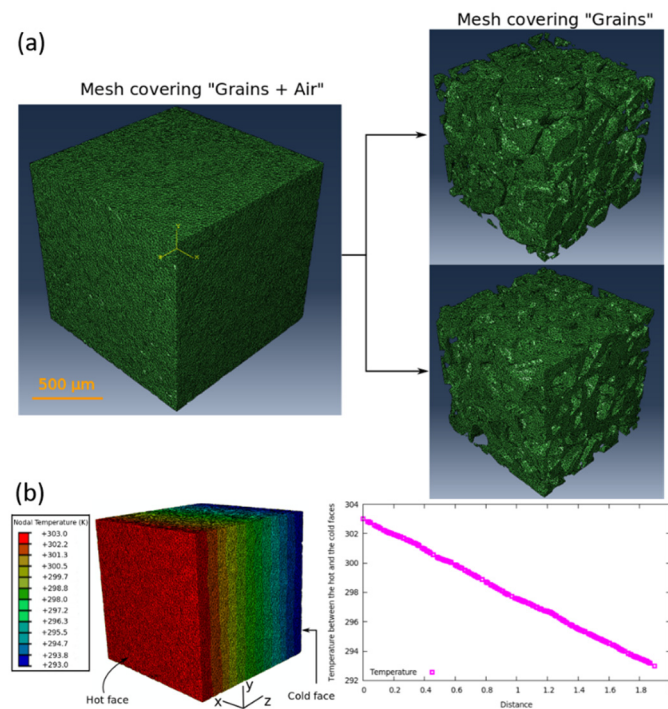 (a)
Mesh covering "Grains + Air"
Mesh covering "Grains"
500 µm
(b)
Nodal Temperature (K)
+303.0
+302.2
+301.3
+300.5
+299.7
+298.8
+298.0
+297.2
+296.3
+295.5
+294.7
+293.8
+293.0
Hot face
x
y
z
Cold face
Temperature between the hot and the cold faces
304
302
300
298
296
294
292
Temperature
0
0.2
0.4
0.6
0.8
1
1.2
1.4
1.6
1.8
2
Distance